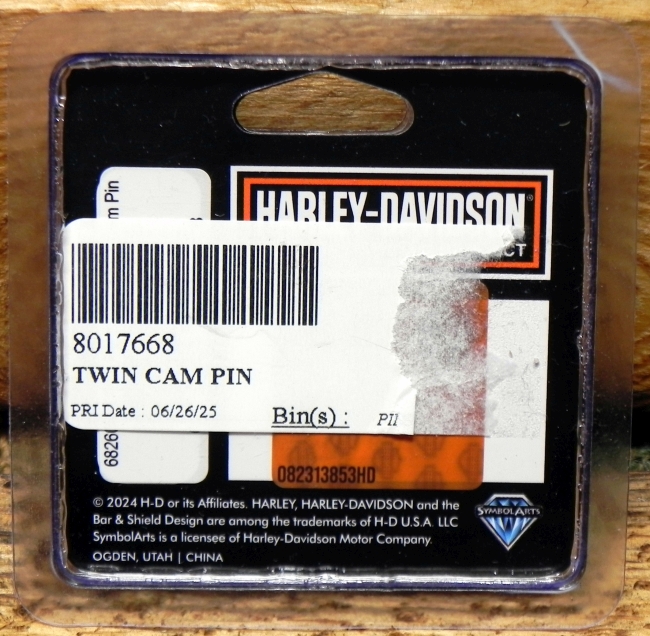 m Pin
HARLEY-DAVIDSON®
CT
8017668
TWIN CAM PIN
PRI Date : 06/26/25 Bin(s) : PII
6826
082313853HD
© 2024 H-D or its Affiliates. HARLEY, HARLEY-DAVIDSON and the
Bar & Shield Design are among the trademarks of H-D U.S.A. LLC
SymbolArts is a licensee of Harley-Davidson Motor Company.
OGDEN, UTAH | CHINA
SYMBOLARTS